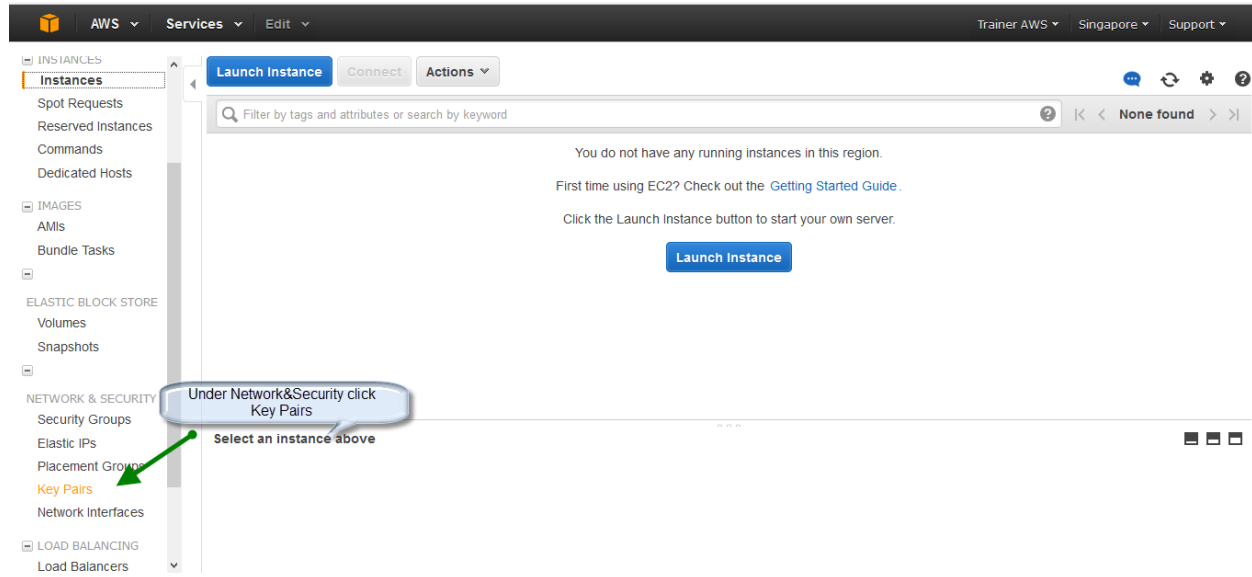 AWS Services Edit Trainer AWS Singapore Support
INSTANCES
Instances
Spot Requests
Reserved Instances
Commands
Dedicated Hosts
IMAGES
AMIs
Bundle Tasks
ELASTIC BLOCK STORE
Volumes
Snapshots
NETWORK & SECURITY
Security Groups
Elastic IPs
Placement Groups
Key Pairs
Network Interfaces
LOAD BALANCING
Load Balancers
Launch Instance Connect Actions
Filter by tags and attributes or search by keyword
None found
You do not have any running instances in this region.
First time using EC2? Check out the Getting Started Guide.
Click the Launch Instance button to start your own server.
Launch Instance
Under Network&Security click
Key Pairs
Select an instance above